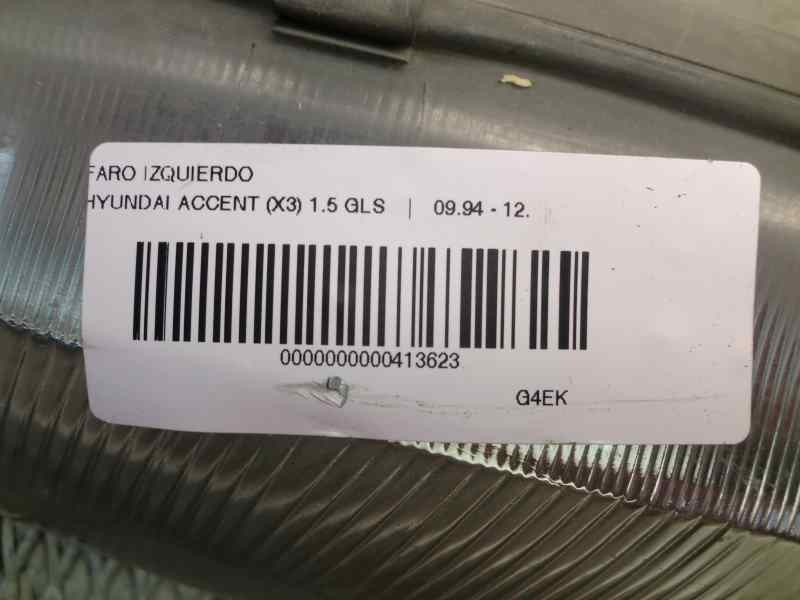 FARO IZQUIERDO
HYUNDAI ACCENT (X3) 1.5 GLS | 09.94 - 12.
0000000000413623
G4EK